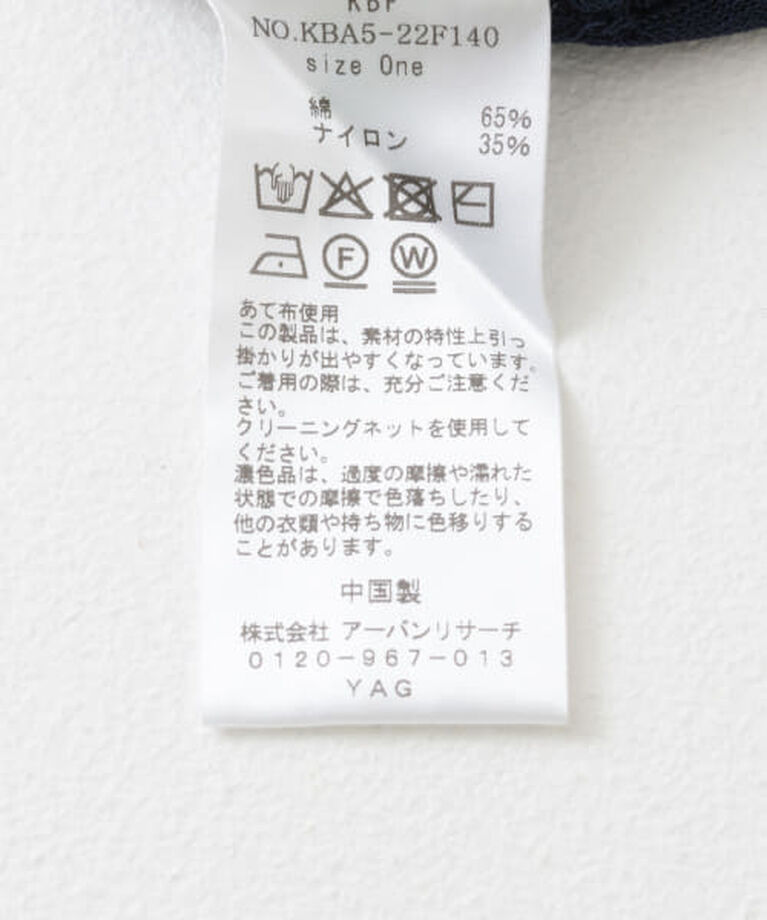 KBF
NO.KBA5-22F140
size One
綿 65%
ナイロン 35%
F W
あて布使用
この製品は、素材の特性上引っ
掛かりが出やすくなっています。
ご着用の際は、充分ご注意くだ
さい。
クリーニングネットを使用して
ください。
濃色品は、過度の摩擦や濡れた
状態での摩擦で色落ちしたり、
他の衣類や持ち物に色移りする
ことがあります。
中国製
株式会社 アーバンリサーチ
0120-967-013
YAG